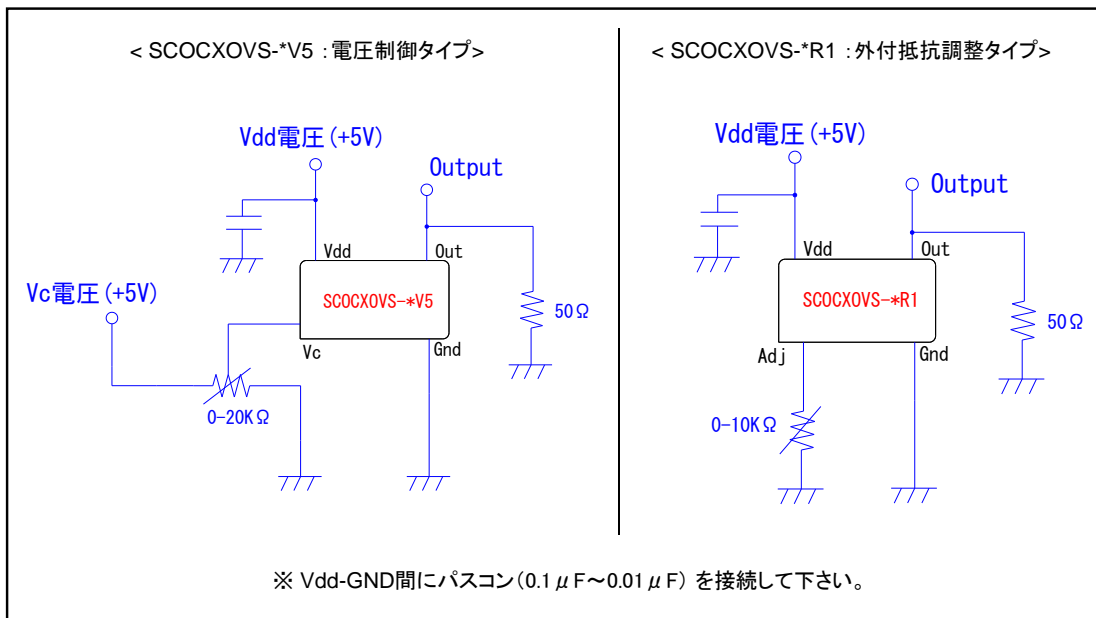 < SCOCXOVS-*V5 : 電圧制御タイプ>
Vdd電圧(+5V)
Output
Vdd
Out
SCOCXOVS-*V5
Vc電圧(+5V)
Vc
Gnd
50Ω
0-20KΩ
< SCOCXOVS-*R1 : 外付抵抗調整タイプ>
Vdd電圧(+5V)
Output
Vdd
Out
SCOCXOVS-*R1
Adj
Gnd
50Ω
0-10KΩ
※ Vdd-GND間にパスコン(0.1μF~0.01μF) を接続して下さい。